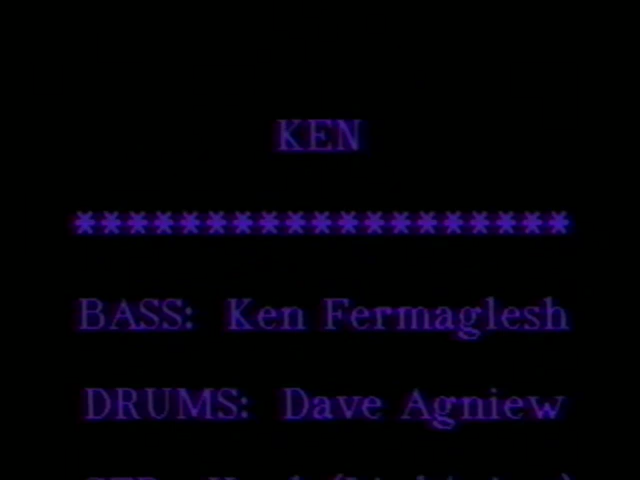 KEN
*******************
BASS: Ken Fermaglesh
DRUMS: Dave Agniew